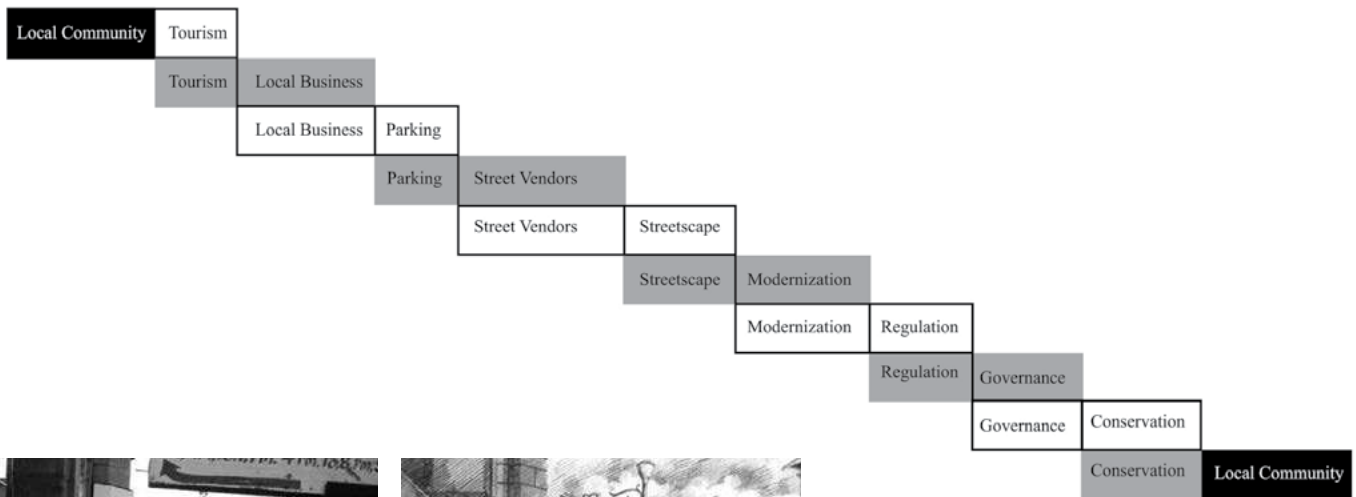 Local Community Tourism
Tourism Local Business
Local Business Parking
Parking Street Vendors
Street Vendors Streetscape
Streetscape Modernization
Modernization Regulation
Regulation Governance
Governance Conservation
Conservation Local Community